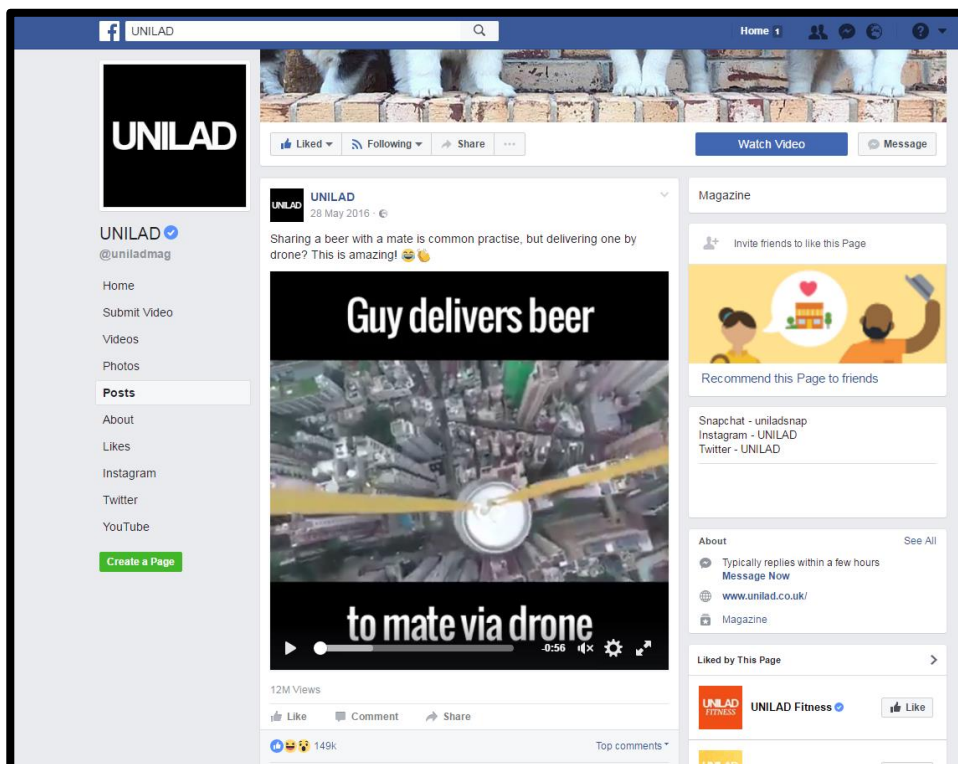 UNILAD
Home 1
UNILAD
UNILAD
@uniladmag
Home
Submit Video
Videos
Photos
Posts
About
Likes
Instagram
Twitter
YouTube
Create a Page
Liked
Following
Share
Watch Video
Message
UNILAD
UNILAD
28 May 2016
Sharing a beer with a mate is common practise, but delivering one by
drone? This is amazing! 😂👏
Guy delivers beer
to mate via drone
-0:56
12M Views
Like Comment Share
149k
Top comments
Magazine
Invite friends to like this Page
Recommend this Page to friends
Snapchat - uniladsnap
Instagram - UNILAD
Twitter - UNILAD
About See All
Typically replies within a few hours
Message Now
www.unilad.co.uk/
Magazine
Liked by This Page
UNILAD
FITNESS
UNILAD Fitness
Like